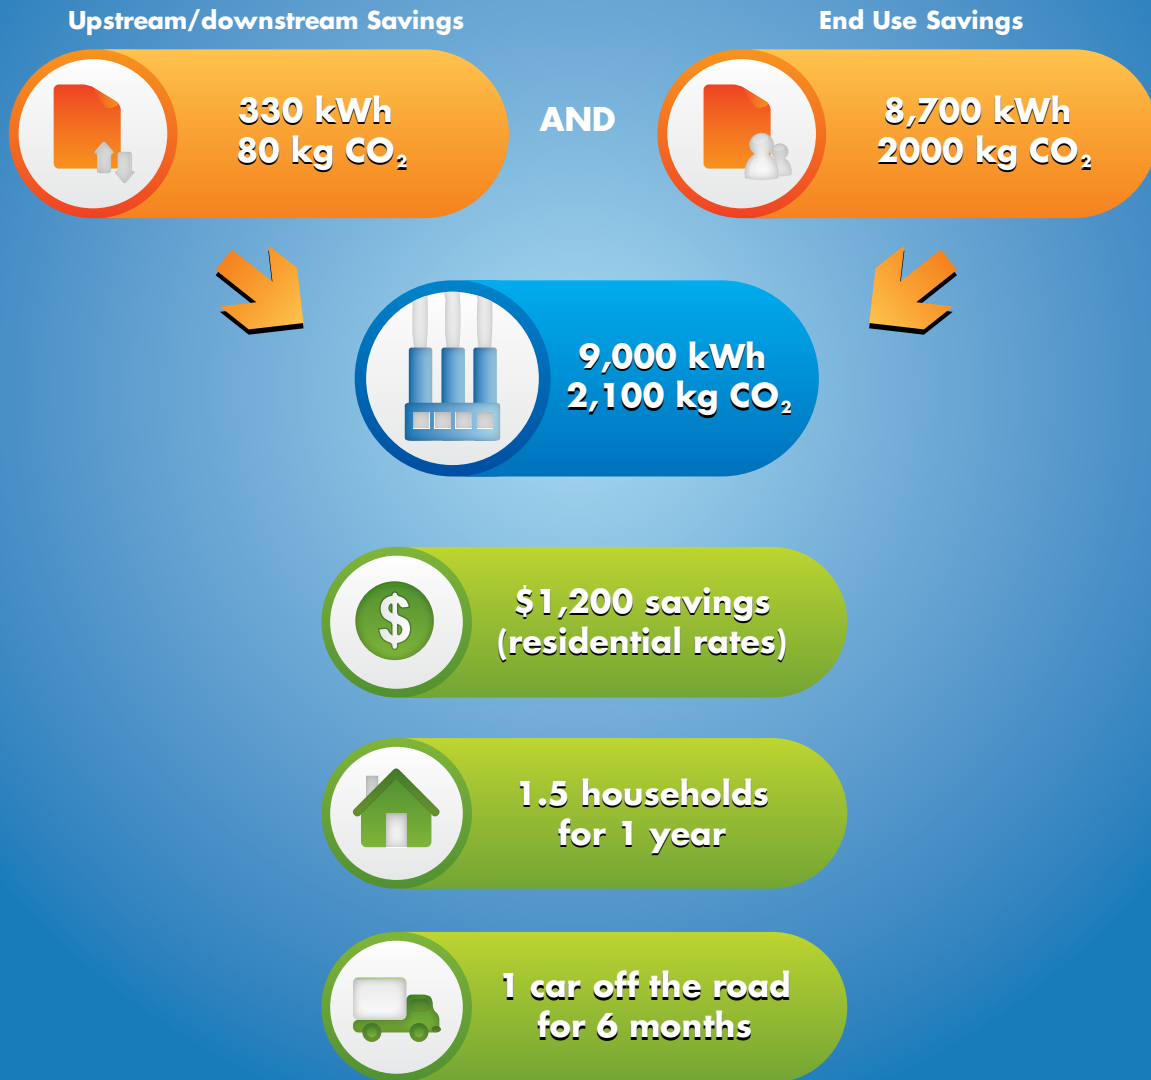 Upstream/downstream Savings
End Use Savings
330 kWh
80 kg CO₂
AND
8,700 kWh
2000 kg CO₂
9,000 kWh
2,100 kg CO₂
$
$1,200 savings
(residential rates)
1.5 households
for 1 year
1 car off the road
for 6 months